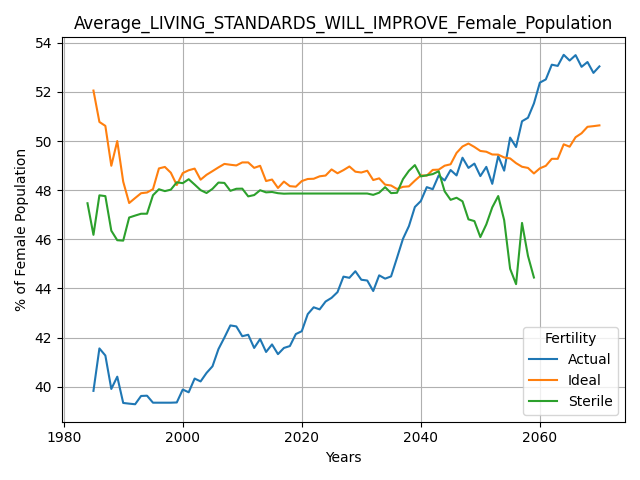 Average_LIVING_STANDARDS_WILL_IMPROVE_Female_Population
54
52
50
48
46
44
42
40
% of Female Population
1980
2000
2020
2040
2060
Years
Fertility
Actual
Ideal
Sterile